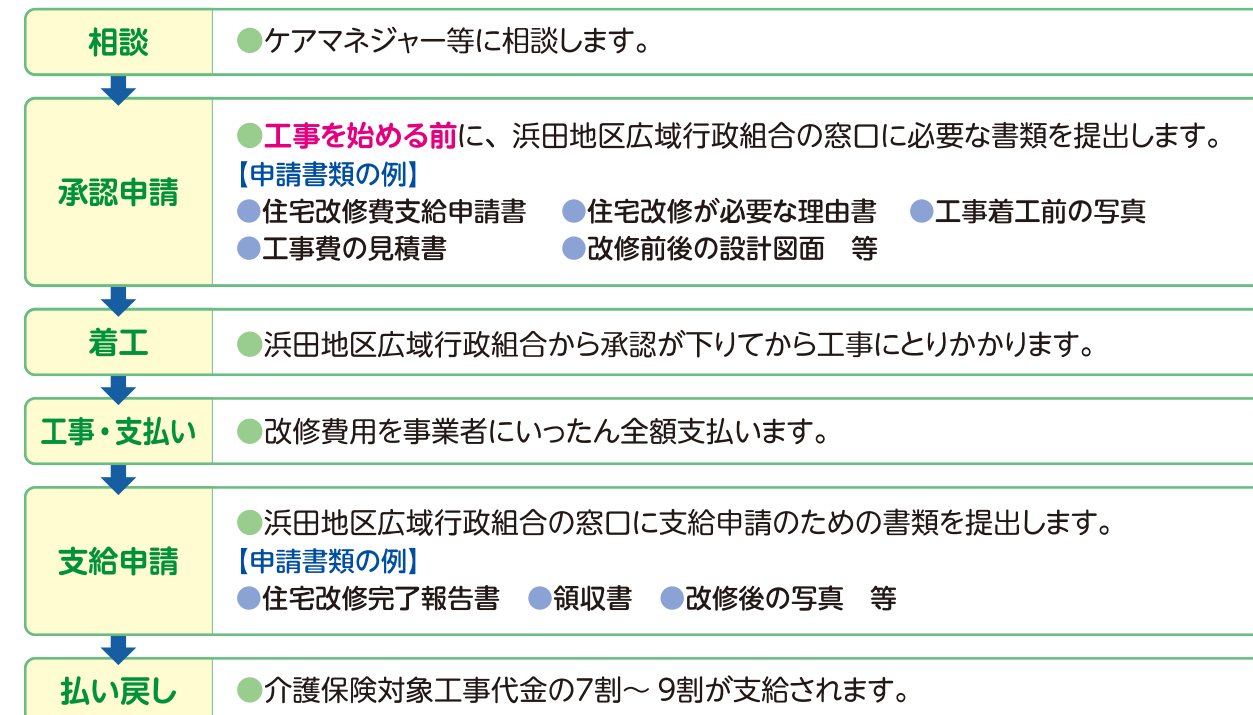 相談
●ケアマネジャー等に相談します。
承認申請
●工事を始める前に、浜田地区広域行政組合の窓口に必要な書類を提出します。
【申請書類の例】
●住宅改修費支給申請書 ●住宅改修が必要な理由書 ●工事着工前の写真
●工事費の見積書 ●改修前後の設計図面 等
着工
●浜田地区広域行政組合から承認が下りてから工事にとりかかります。
工事・支払い
●改修費用を事業者にいったん全額支払います。
支給申請
●浜田地区広域行政組合の窓口に支給申請のための書類を提出します。
【申請書類の例】
●住宅改修完了報告書 ●領収書 ●改修後の写真 等
払い戻し
●介護保険対象工事代金の7割～9割が支給されます。